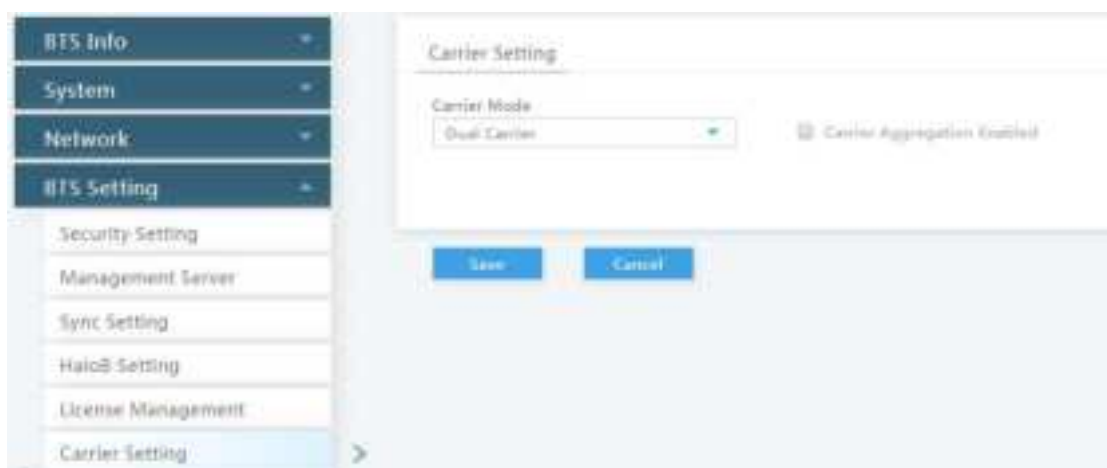 BTS Info
System
Network
BTS Setting
Security Setting
Management Server
Sync Setting
HaloB Setting
License Management
Carrier Setting
Carrier Setting
Carrier Mode
Dual Carrier
Carrier Aggregation Enabled
Save
Cancel